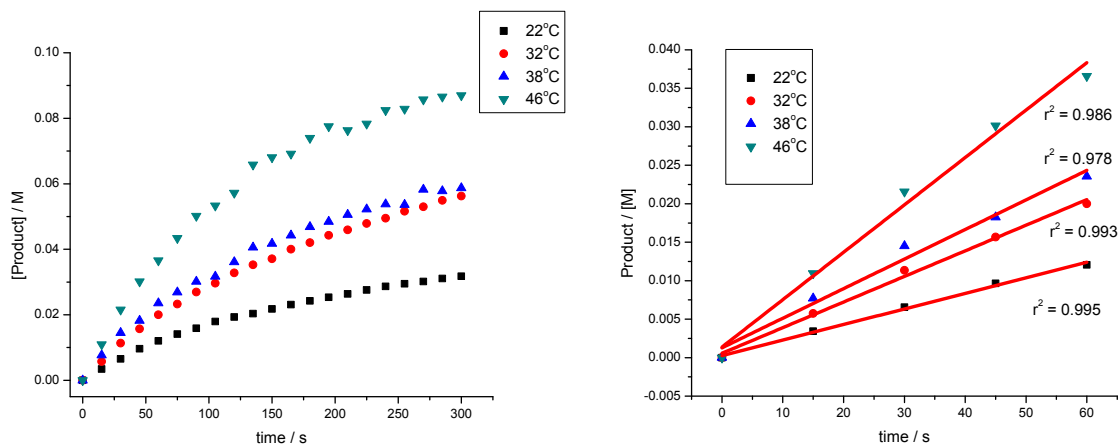 22°C
32°C
38°C
46°C
0.10
0.08
0.06
0.04
0.02
0.00
[Product] / M
0 50 100 150 200 250 300
time / s
22°C
32°C
38°C
46°C
0.040
0.035
0.030
0.025
0.020
0.015
0.010
0.005
0.000
-0.005
Product / [M]
r² = 0.986
r² = 0.978
r² = 0.993
r² = 0.995
0 10 20 30 40 50 60
time / s